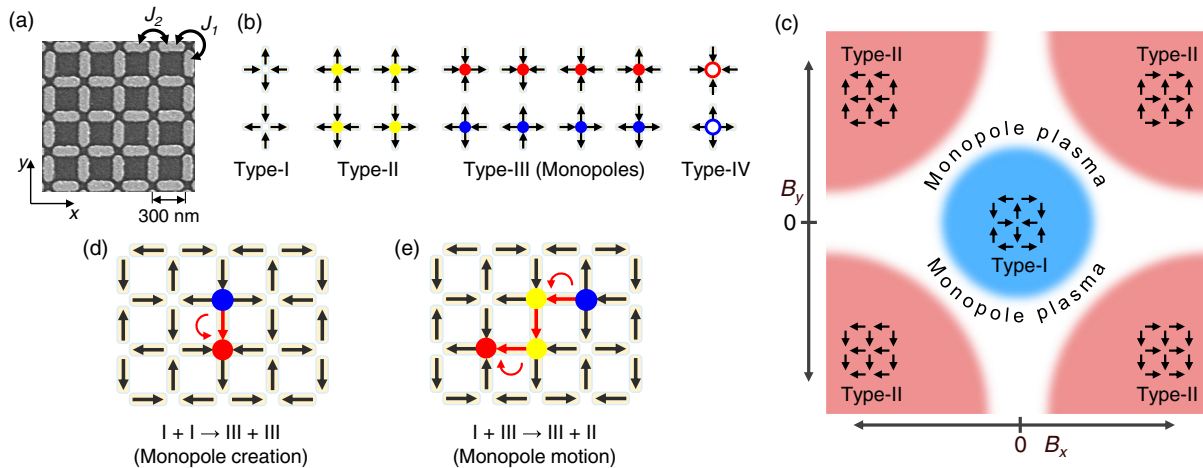 (a)
J2
J1
y
x
300 nm
(b)
Type-I
Type-II
Type-III (Monopoles)
Type-IV
(c)
Type-II
Type-II
Monopole plasma
By
0
Type-I
Monopole plasma
Type-II
Type-II
0
Bx
(d)
I + I → III + III
(Monopole creation)
(e)
I + III → III + II
(Monopole motion)